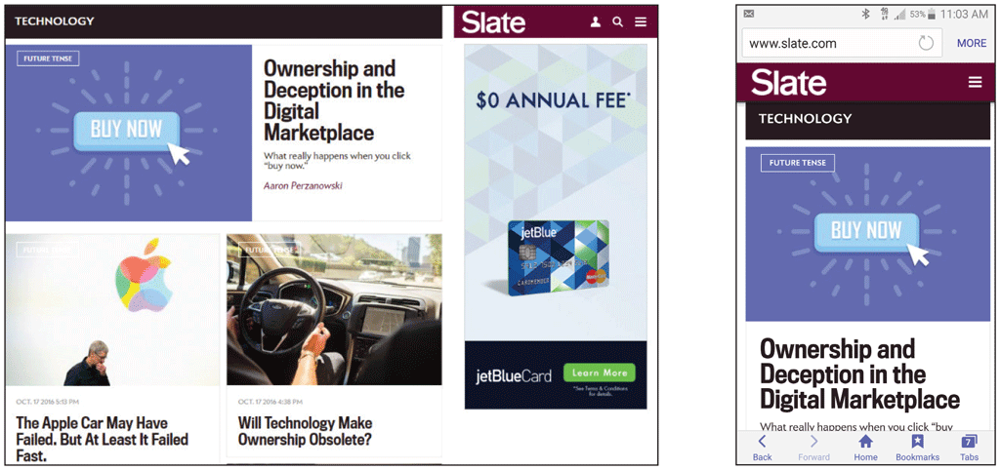 TECHNOLOGY
FUTURE TENSE
BUY NOW
Ownership and
Deception in the
Digital
Marketplace
What really happens when you click
“buy now.”
Aaron Perzanowski
FUTURE TENSE
OCT. 17 2016 5:13 PM
The Apple Car May Have
Failed. But At Least It Failed
Fast.
FUTURE TENSE
OCT. 17 2016 4:28 PM
Will Technology Make
Ownership Obsolete?
Slate
$0 ANNUAL FEE*
jetBlue
CARDMEMBER
MasterCard
jetBlueCard
Learn More
*See Terms & Conditions
for details.
53% 11:03 AM
www.slate.com
MORE
Slate
TECHNOLOGY
FUTURE TENSE
BUY NOW
Ownership and
Deception in the
Digital Marketplace
What really happens when you click “buy
7
Back Forward Home Bookmarks Tabs